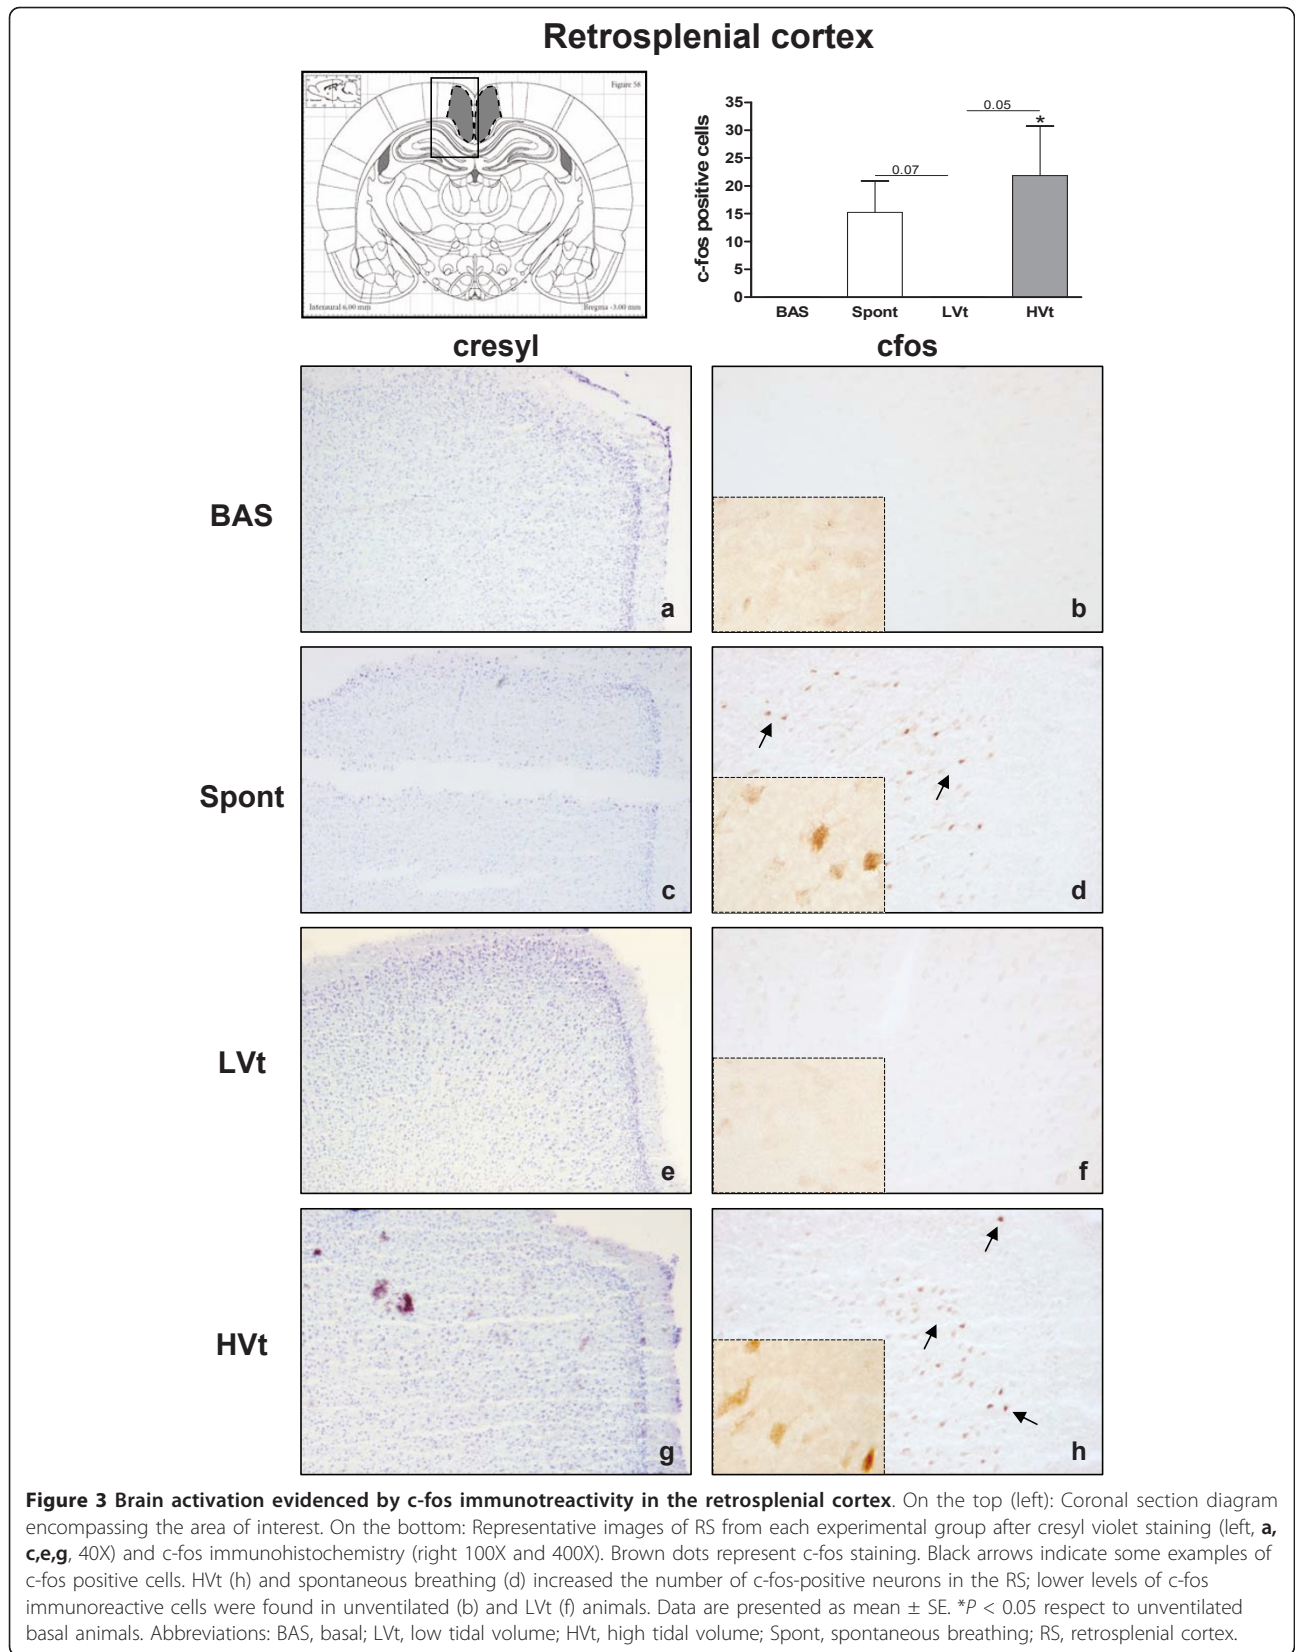 Retrosplenial cortex
Figure 58
Interaural 6.00 mm
Bregma -3.00 mm
c-fos positive cells
35
30
25
20
15
10
5
0
0.07
0.05
*
BAS
Spont
LVt
HVt
cresyl
cfos
BAS
a
b
Spont
c
d
LVt
e
f
HVt
g
h
Figure 3 Brain activation evidenced by c-fos immunotreactivity in the retrosplenial cortex. On the top (left): Coronal section diagram
encompassing the area of interest. On the bottom: Representative images of RS from each experimental group after cresyl violet staining (left, a,
c,e,g, 40X) and c-fos immunohistochemistry (right 100X and 400X). Brown dots represent c-fos staining. Black arrows indicate some examples of
c-fos positive cells. HVt (h) and spontaneous breathing (d) increased the number of c-fos-positive neurons in the RS; lower levels of c-fos
immunoreactive cells were found in unventilated (b) and LVt (f) animals. Data are presented as mean ± SE. *P < 0.05 respect to unventilated
basal animals. Abbreviations: BAS, basal; LVt, low tidal volume; HVt, high tidal volume; Spont, spontaneous breathing; RS, retrosplenial cortex.